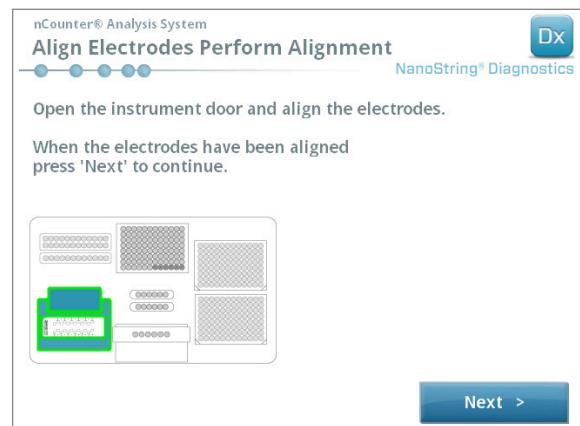 nCounter® Analysis System
Align Electrodes Perform Alignment
Dx
NanoString® Diagnostics
Open the instrument door and align the electrodes.
When the electrodes have been aligned
press 'Next' to continue.
Next >